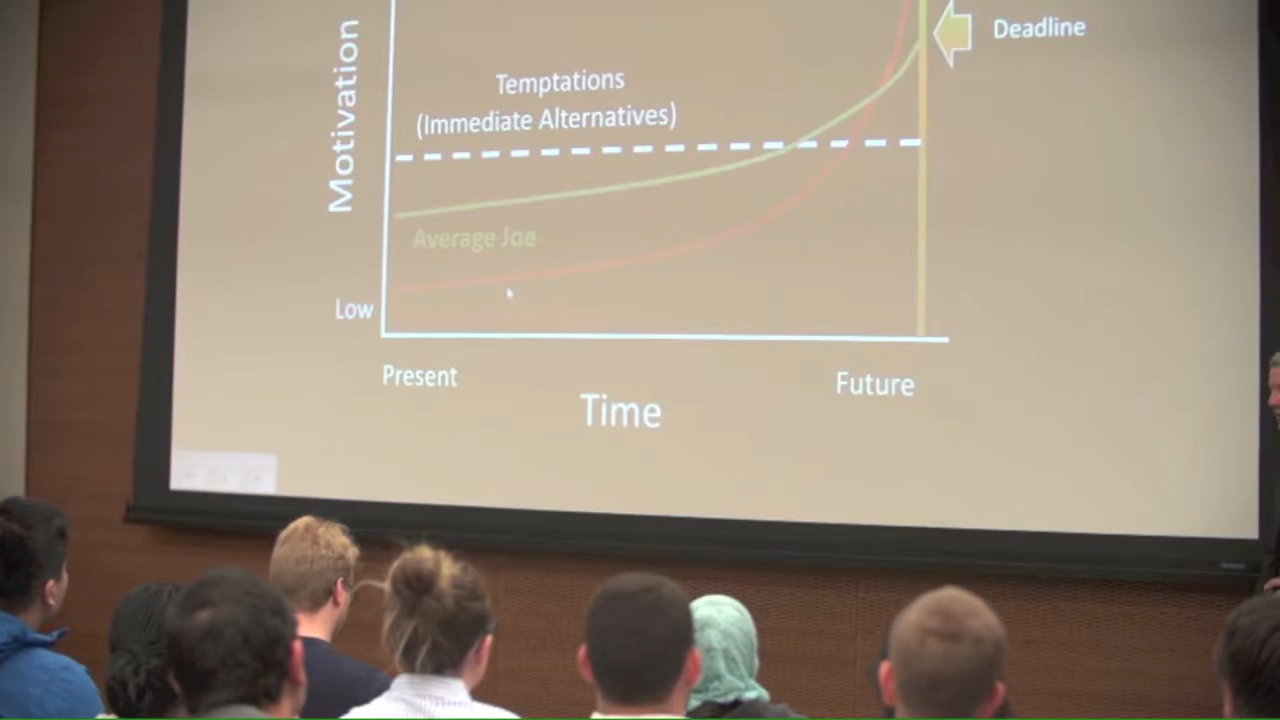 Deadline
Motivation
Temptations
(Immediate Alternatives)
Average Joe
Low
Present
Future
Time